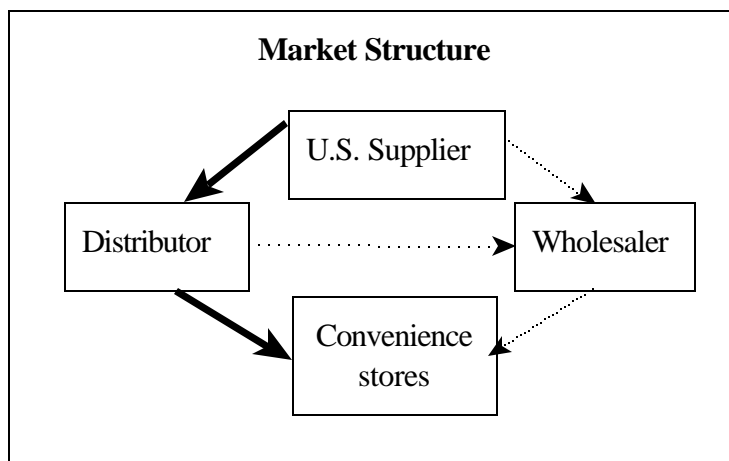 Market Structure
U.S. Supplier
Distributor
Wholesaler
Convenience
stores